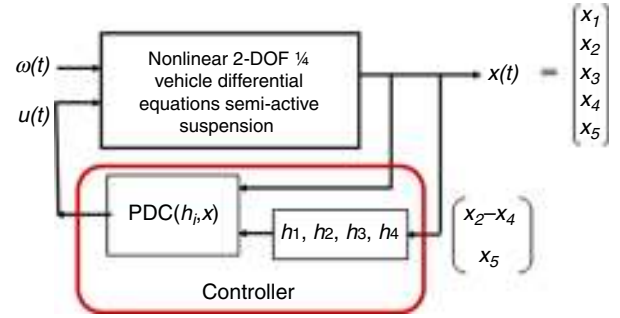 Nonlinear 2-DOF ¼
vehicle differential
equations semi-active
suspension
ω(t)
u(t)
x(t) = 
x1
x2
x3
x4
x5
PDC(hi,x)
h1, h2, h3, h4
x2–x4
x5
Controller